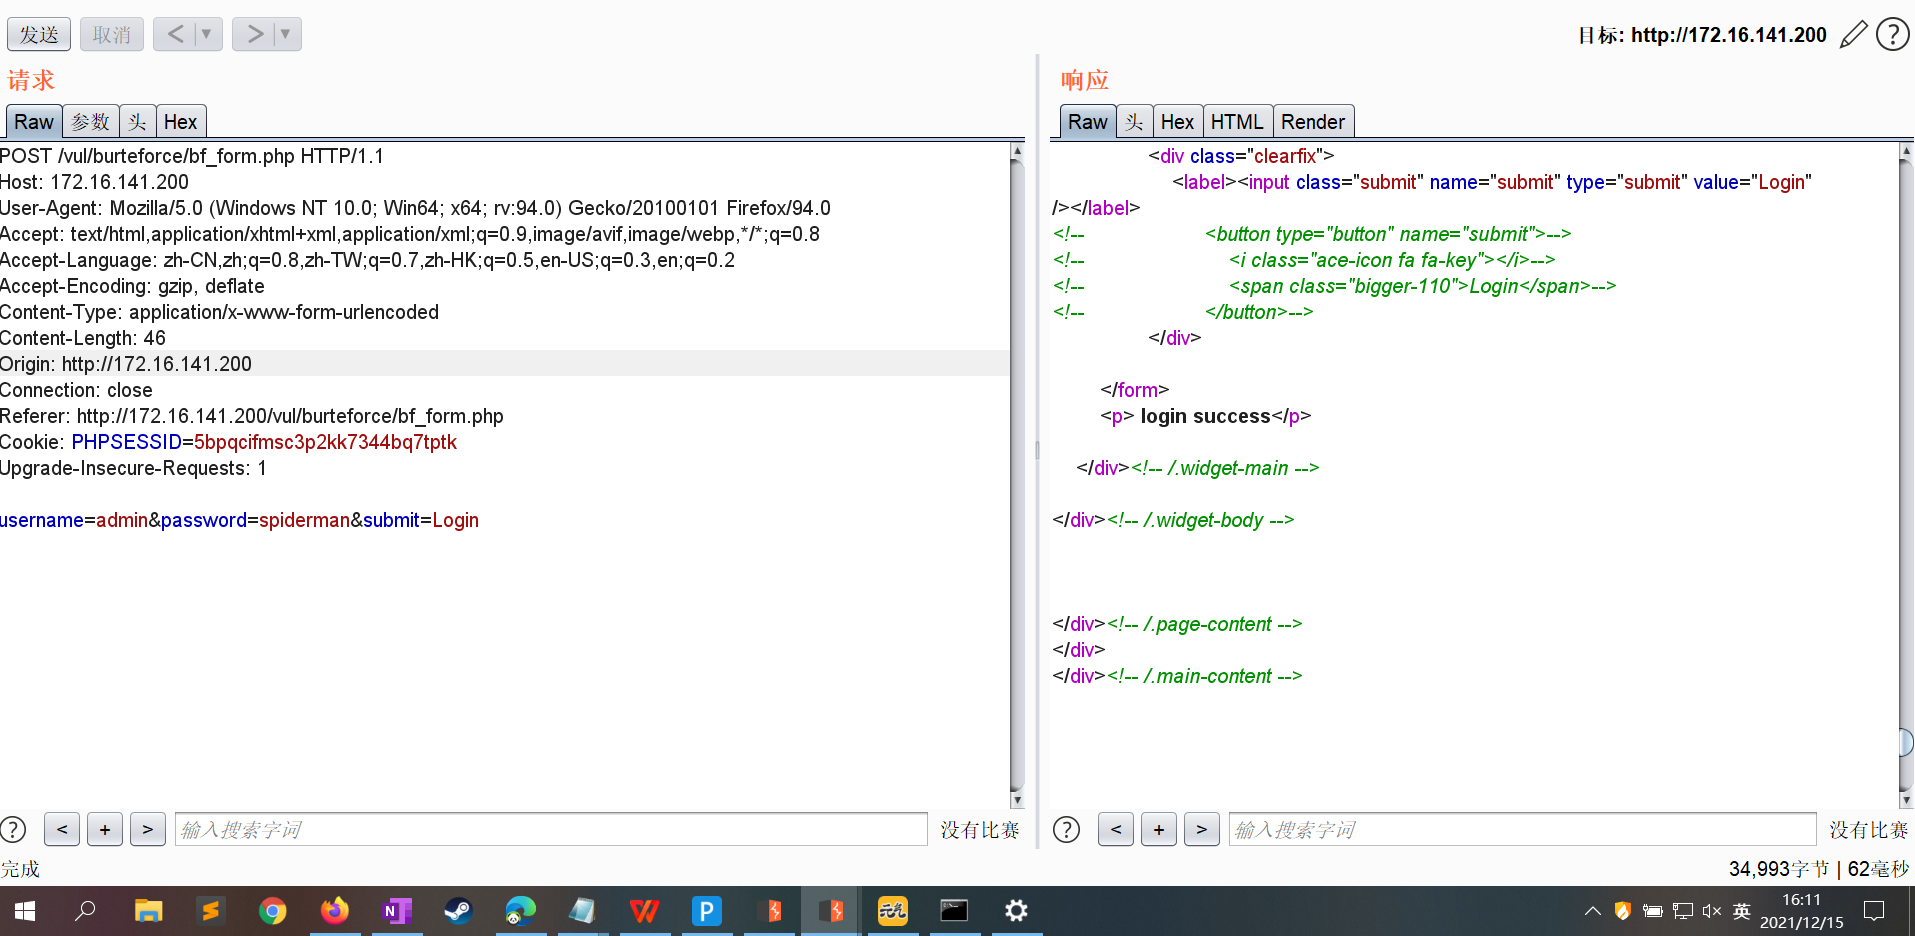 发送 取消 < ▼ > ▼ 目标: http://172.16.141.200 ?
请求
Raw 参数 头 Hex
POST /vul/burteforce/bf_form.php HTTP/1.1
Host: 172.16.141.200
User-Agent: Mozilla/5.0 (Windows NT 10.0; Win64; x64; rv:94.0) Gecko/20100101 Firefox/94.0
Accept: text/html,application/xhtml+xml,application/xml;q=0.9,image/avif,image/webp,*/*;q=0.8
Accept-Language: zh-CN,zh;q=0.8,zh-TW;q=0.7,zh-HK;q=0.5,en-US;q=0.3,en;q=0.2
Accept-Encoding: gzip, deflate
Content-Type: application/x-www-form-urlencoded
Content-Length: 46
Origin: http://172.16.141.200
Connection: close
Referer: http://172.16.141.200/vul/burteforce/bf_form.php
Cookie: PHPSESSID=5bpqcifmsc3p2kk7344bq7tptk
Upgrade-Insecure-Requests: 1
username=admin&password=spiderman&submit=Login
? < + > 输入搜索字词 没有比赛
响应
Raw 头 Hex HTML Render
<div class="clearfix">
<label><input class="submit" name="submit" type="submit" value="Login"
/></label>
<!-- <button type="button" name="submit">-->
<!-- <i class="ace-icon fa fa-key"></i>-->
<!-- <span class="bigger-110">Login</span>-->
<!-- </button>-->
</div>
</form>
<p> login success</p>
</div><!-- /.widget-main -->
</div><!-- /.widget-body -->
</div><!-- /.page-content -->
</div>
</div><!-- /.main-content -->
? < + > 输入搜索字词 没有比赛
完成 34,993字节 | 62毫秒
N P 元气 英 16:11
2021/12/15